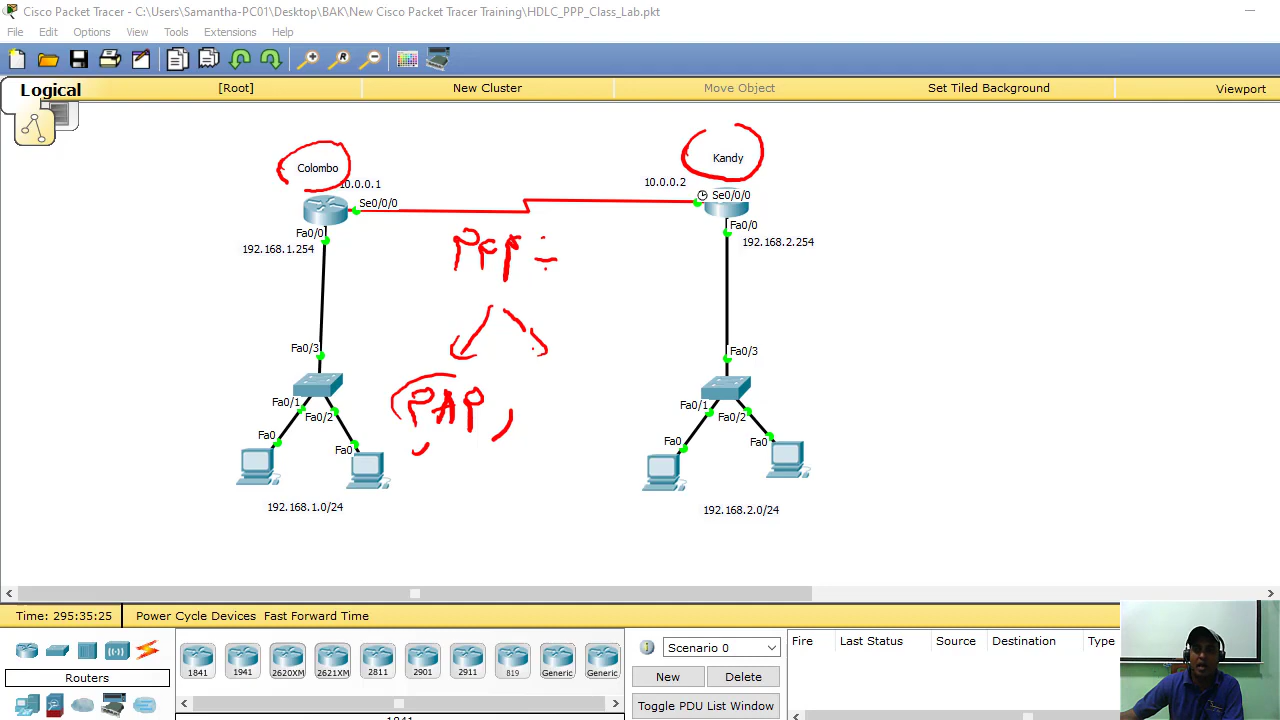 Cisco Packet Tracer - C:\Users\Samantha-PC01\Desktop\BAK\New Cisco Packet Tracer Training\HDLC_PPP_Class_Lab.pkt
File Edit Options View Tools Extensions Help
Logical [Root] New Cluster Move Object Set Tiled Background Viewport
Colombo
Kandy
10.0.0.1
10.0.0.2
Se0/0/0
Se0/0/0
Fa0/0
Fa0/0
192.168.1.254
192.168.2.254
PPP
Fa0/3
Fa0/3
PAP
Fa0/1
Fa0/2
Fa0/1
Fa0/2
Fa0
Fa0
Fa0
Fa0
192.168.1.0/24
192.168.2.0/24
Time: 295:35:25 Power Cycle Devices Fast Forward Time
Routers
1841 1941 2620XM 2621XM 2811 2901 2911 819 Generic Generic
1841
Scenario 0
New Delete
Toggle PDU List Window
Fire Last Status Source Destination Type